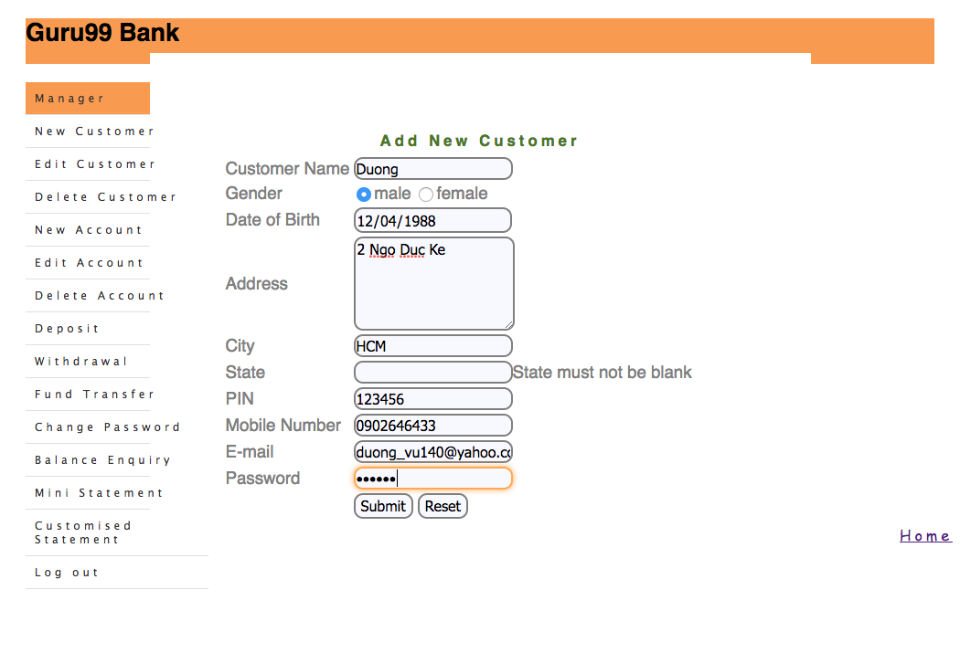 Guru99 Bank
Manager
New Customer
Edit Customer
Delete Customer
New Account
Edit Account
Delete Account
Deposit
Withdrawal
Fund Transfer
Change Password
Balance Enquiry
Mini Statement
Customised
Statement
Log out
Add New Customer
Customer Name Duong
Gender male female
Date of Birth 12/04/1988
Address 2 Ngo Duc Ke
City HCM
State State must not be blank
PIN 123456
Mobile Number 0902646433
E-mail duong_vu140@yahoo.co
Password ••••••
Submit Reset
Home